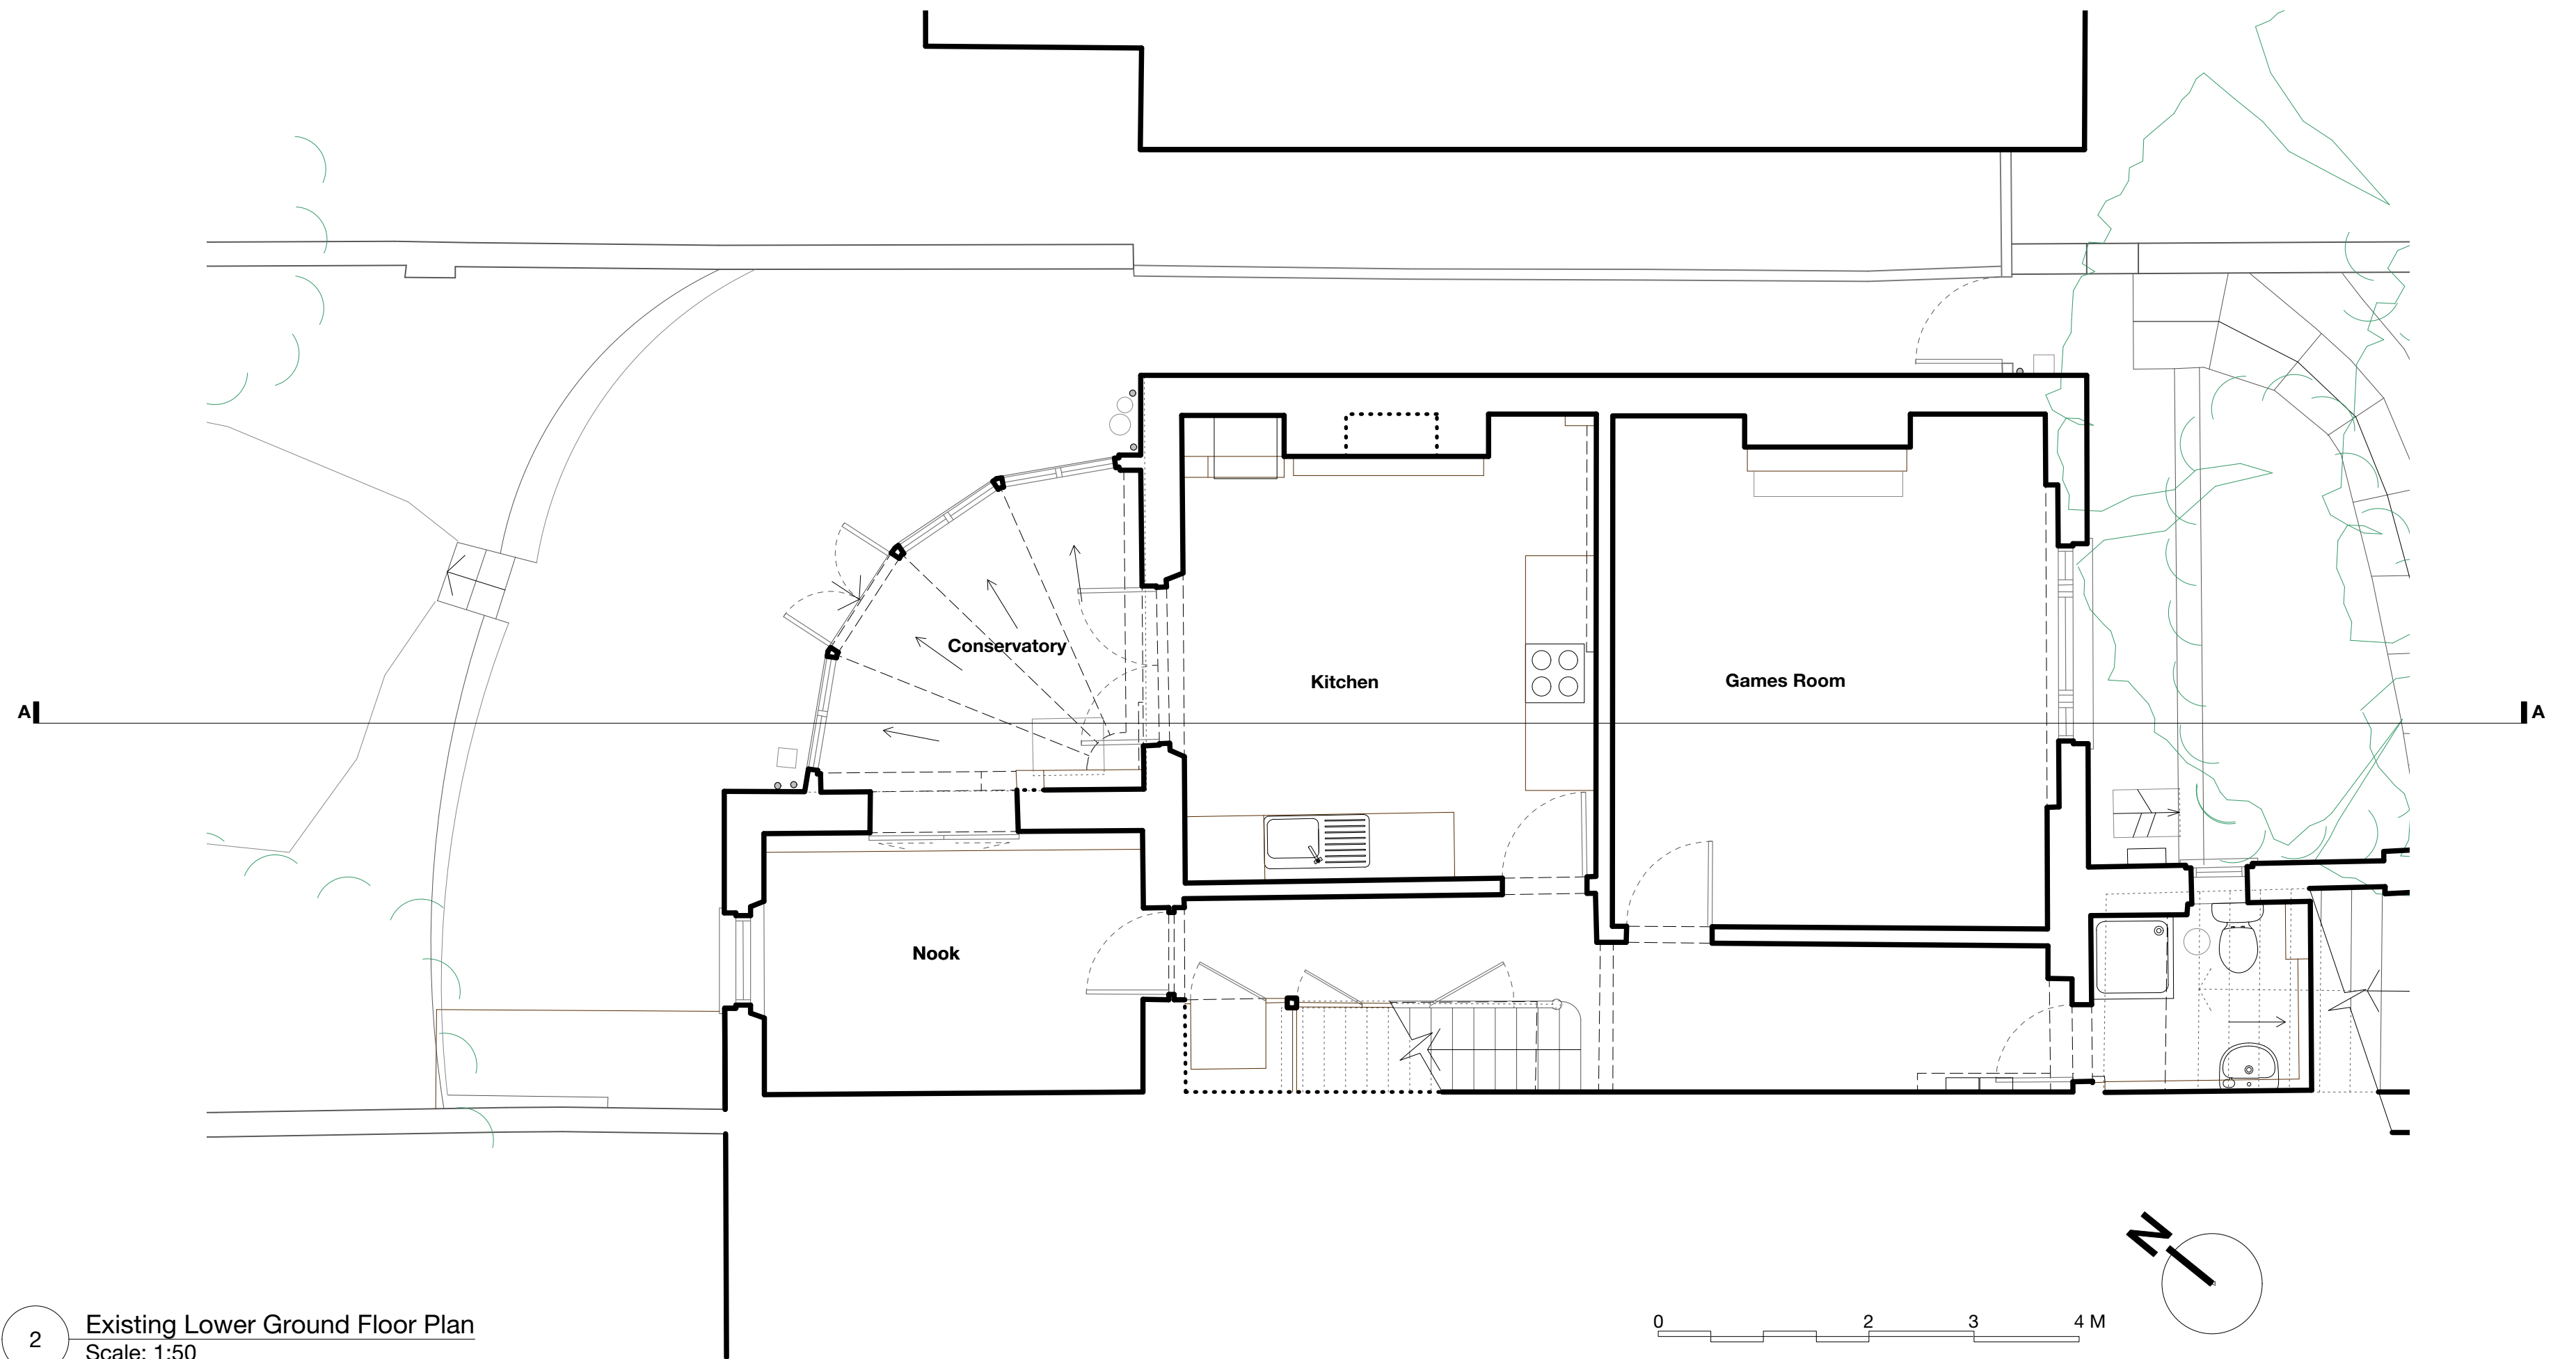 Conservatory
Kitchen
Games Room
A
A
Nook
N
0 2 3 4 M
2
Existing Lower Ground Floor Plan
Scale: 1:50